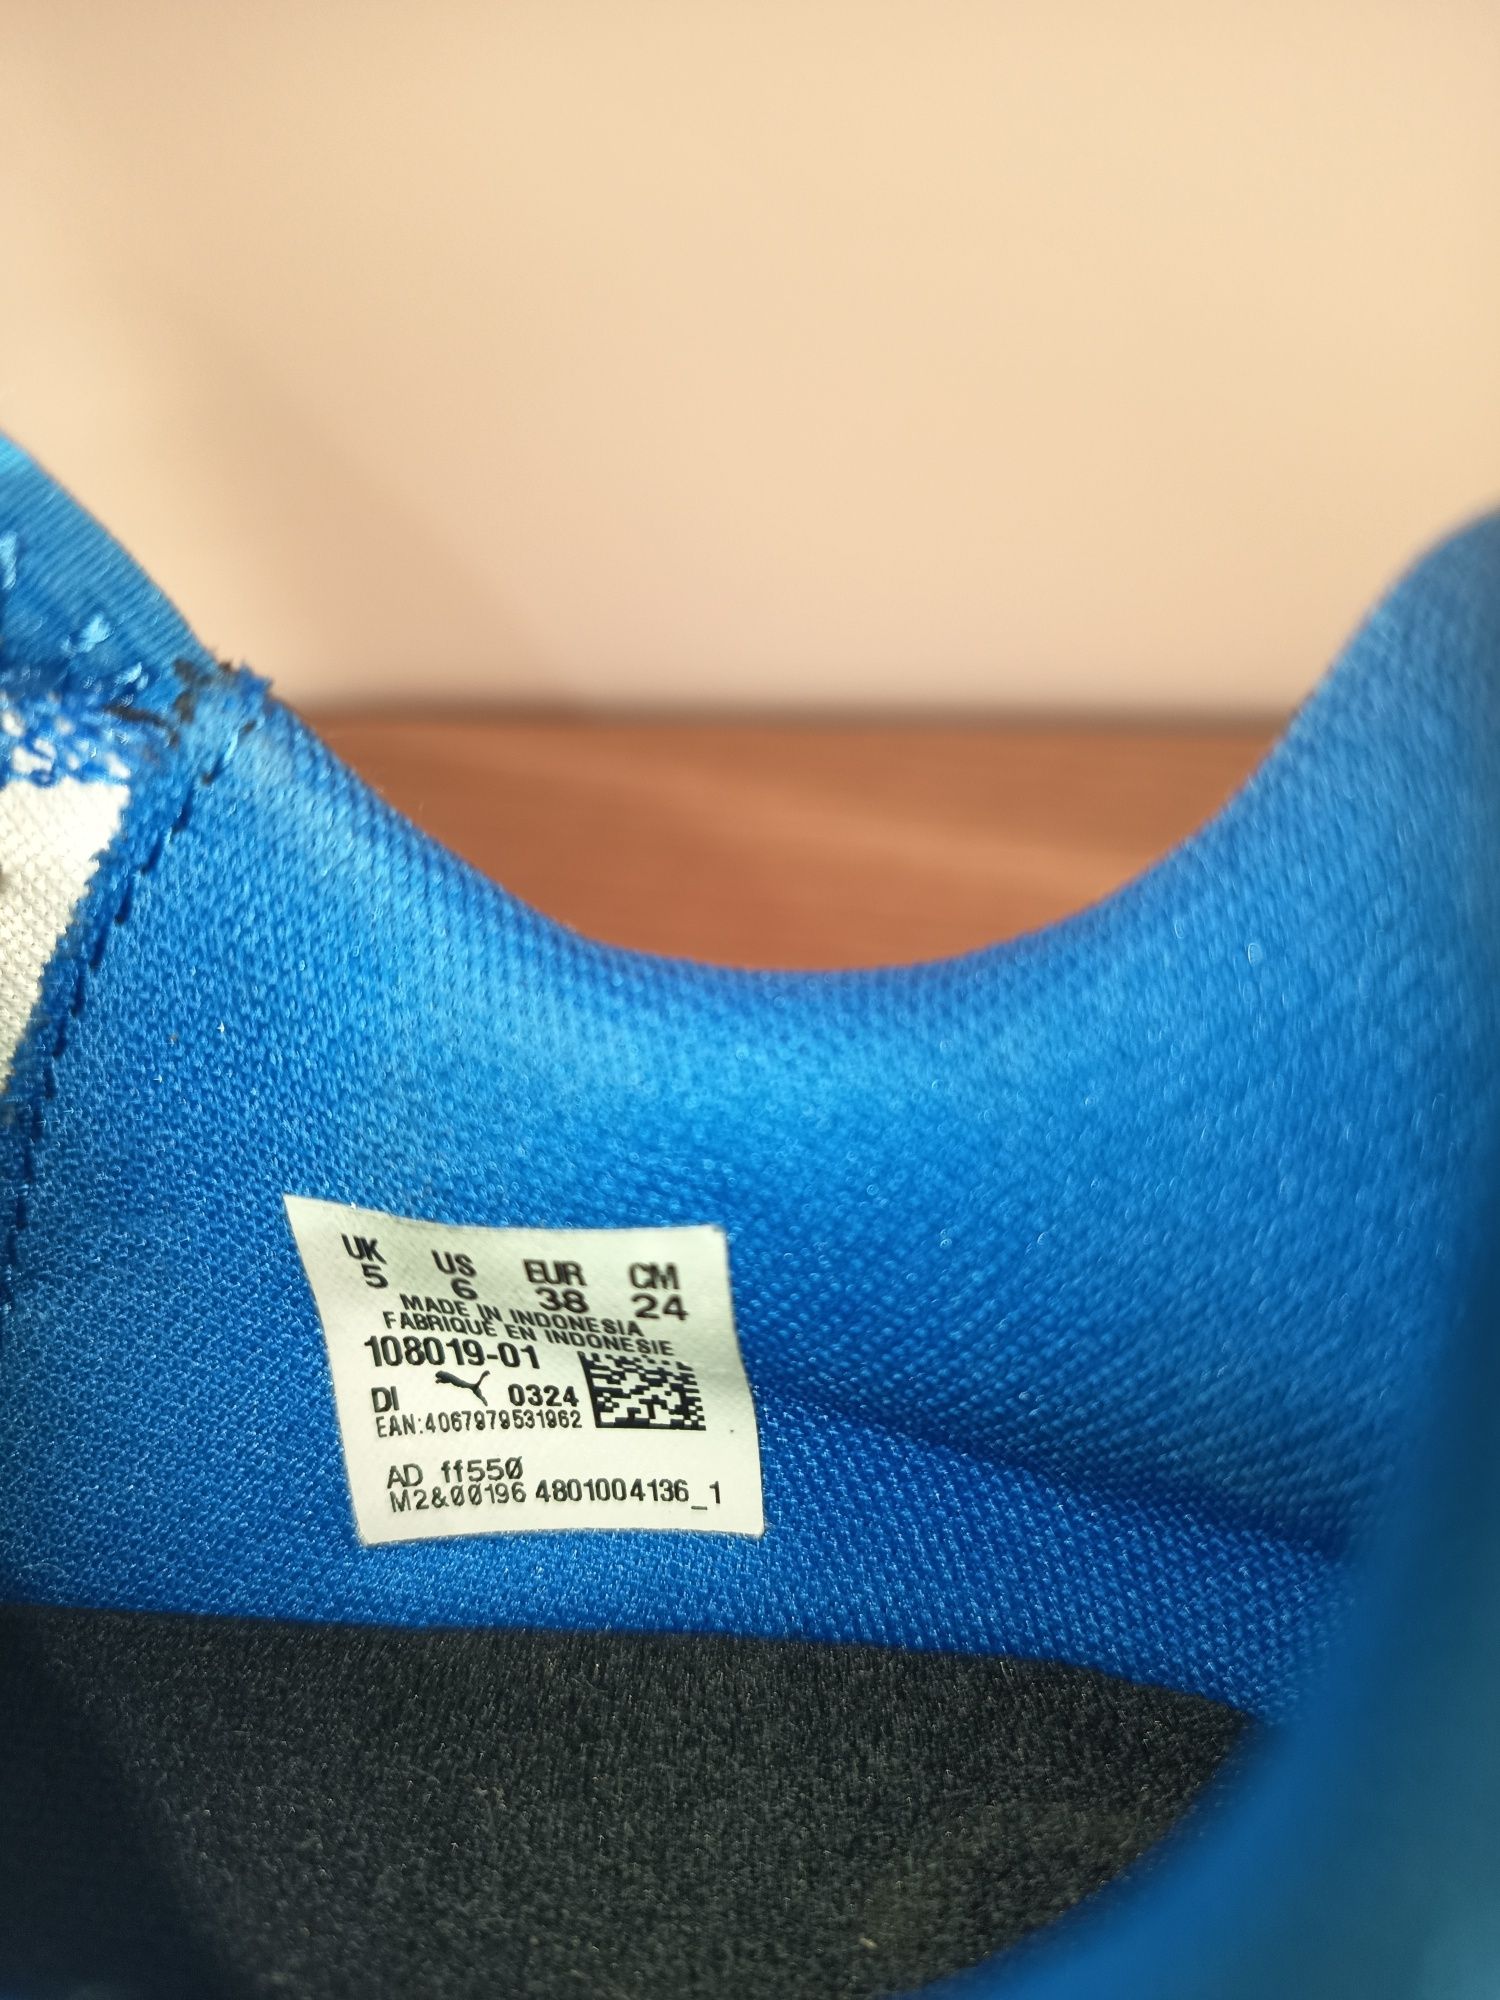 UK US EUR CM
5 6 38 24
MADE IN INDONESIA
FABRIQUE EN INDONESIE
108019-01
DI 0324
EAN:4067979531962
AD ff550
M2&00196 4801004136_1